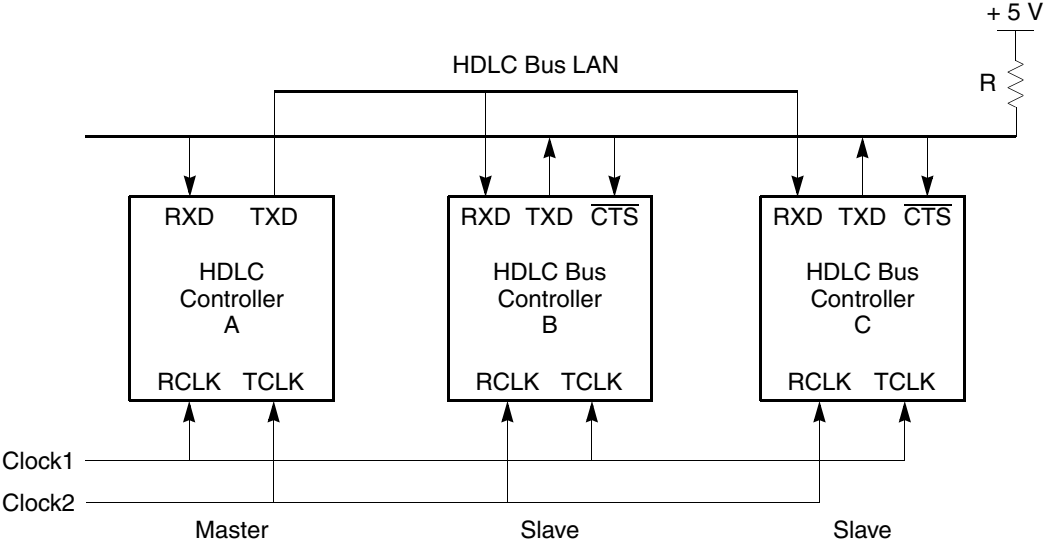 + 5 V
HDLC Bus LAN
R
RXD TXD
RXD TXD CTS
RXD TXD CTS
HDLC
Controller
A
HDLC Bus
Controller
B
HDLC Bus
Controller
C
RCLK TCLK
RCLK TCLK
RCLK TCLK
Clock1
Clock2
Master
Slave
Slave